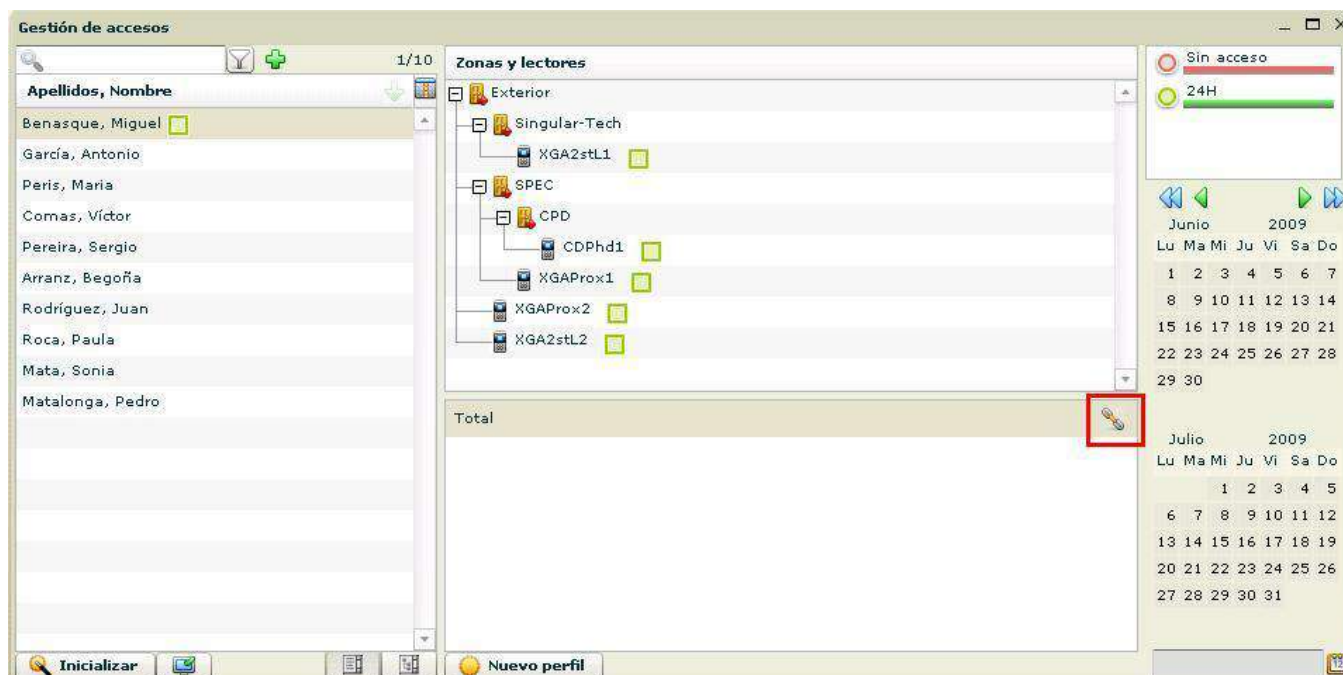 Gestión de accesos
1/10
Apellidos, Nombre
Benasque, Miguel
García, Antonio
Peris, Maria
Comas, Víctor
Pereira, Sergio
Arranz, Begoña
Rodríguez, Juan
Roca, Paula
Mata, Sonia
Matalonga, Pedro
Inicializar
Zonas y lectores
Exterior
Singular-Tech
XGA2stL1
SPEC
CPD
CDPhd1
XGAProx1
XGAProx2
XGA2stL2
Total
Nuevo perfil
Sin acceso
24H
Junio 2009
Lu Ma Mi Ju Vi Sa Do
1 2 3 4 5 6 7
8 9 10 11 12 13 14
15 16 17 18 19 20 21
22 23 24 25 26 27 28
29 30
Julio 2009
Lu Ma Mi Ju Vi Sa Do
1 2 3 4 5
6 7 8 9 10 11 12
13 14 15 16 17 18 19
20 21 22 23 24 25 26
27 28 29 30 31
12